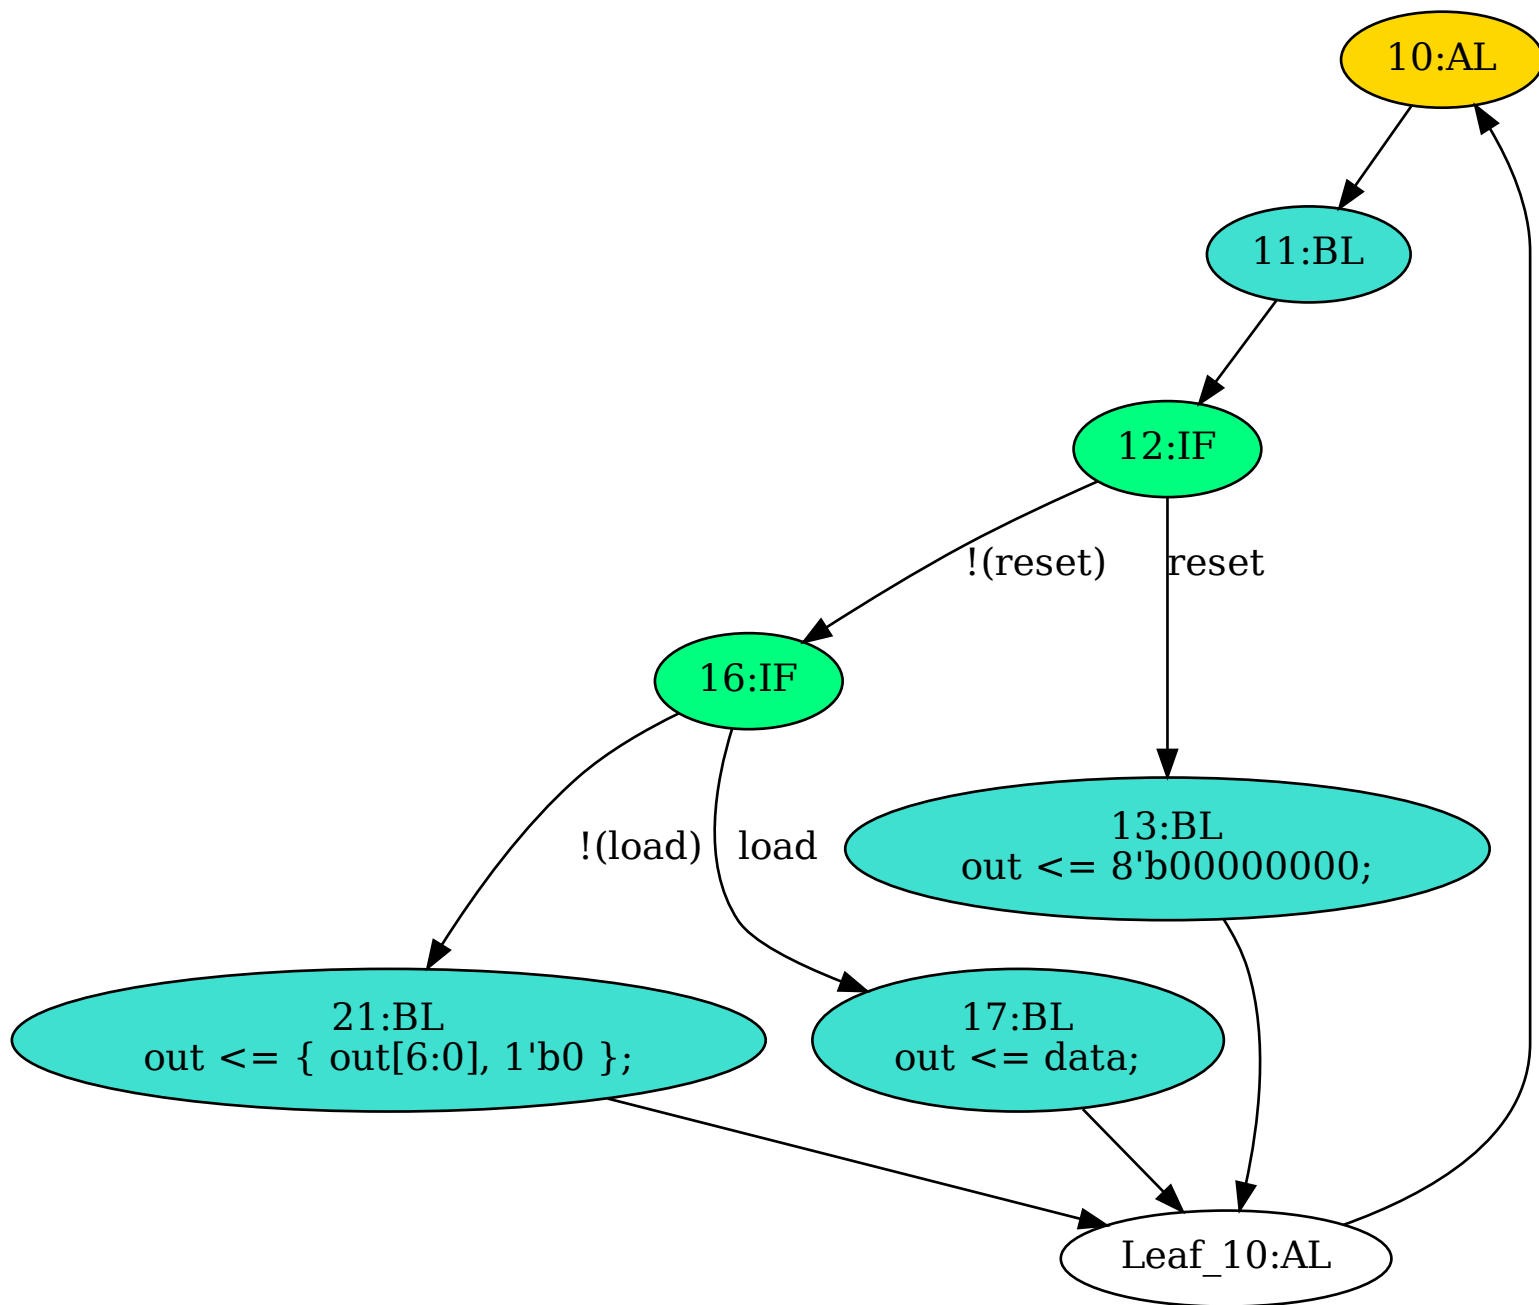 10:AL
11:BL
12:IF
!(reset)
reset
16:IF
!(load)
load
13:BL
out <= 8'b00000000;
21:BL
out <= { out[6:0], 1'b0 };
17:BL
out <= data;
Leaf_10:AL